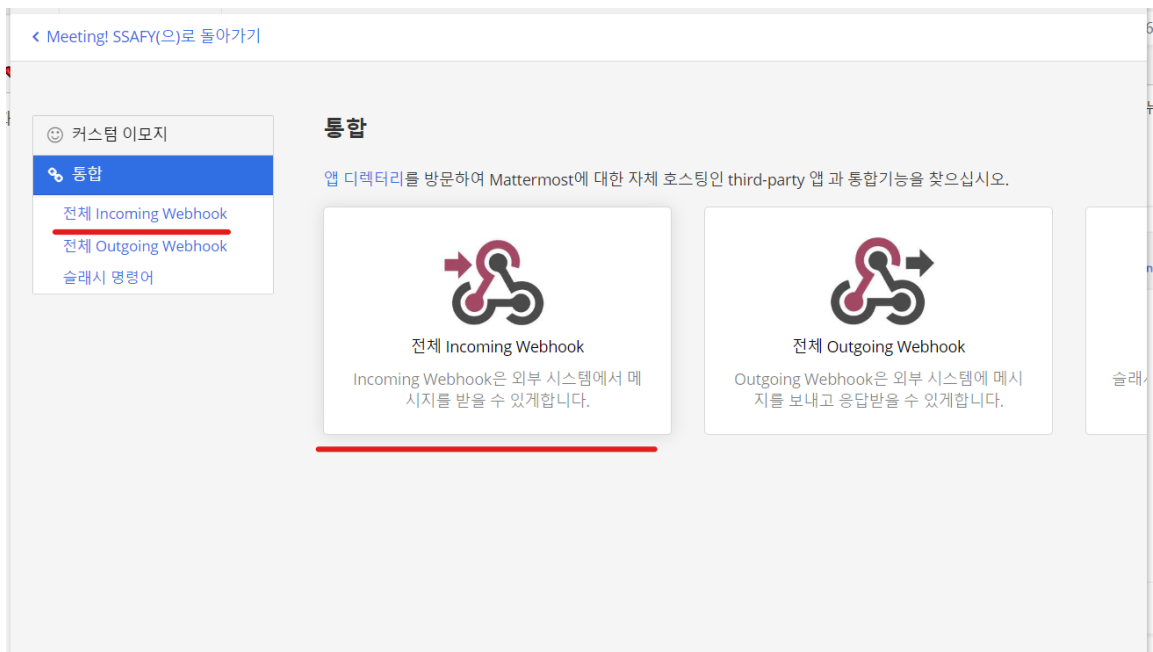 Meeting! SSAFY(으)로 돌아가기
커스텀 이모지
통합
전체 Incoming Webhook
전체 Outgoing Webhook
슬래시 명령어
통합
앱 디렉터리를 방문하여 Mattermost에 대한 자체 호스팅인 third-party 앱 과 통합기능을 찾으십시오.
전체 Incoming Webhook
Incoming Webhook은 외부 시스템에서 메
시지를 받을 수 있게합니다.
전체 Outgoing Webhook
Outgoing Webhook은 외부 시스템에 메시
지를 보내고 응답받을 수 있게합니다.